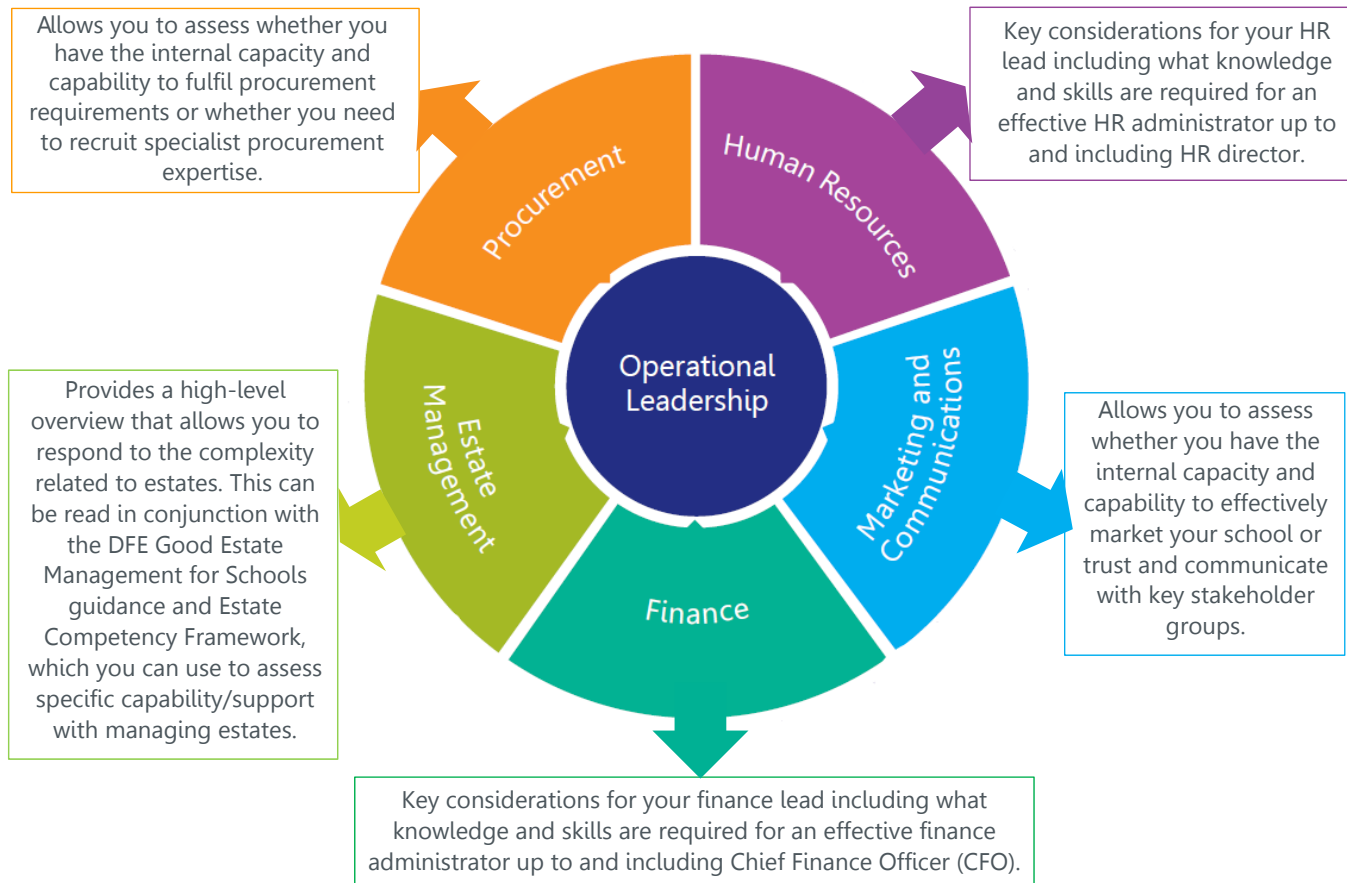 Allows you to assess whether you
have the internal capacity and
capability to fulfil procurement
requirements or whether you need
to recruit specialist procurement
expertise.
Key considerations for your HR
lead including what knowledge
and skills are required for an
effective HR administrator up to
and including HR director.
Procurement
Human Resources
Operational
Leadership
Estate
Management
Marketing and
Communications
Finance
Provides a high-level
overview that allows you to
respond to the complexity
related to estates. This can
be read in conjunction with
the DFE Good Estate
Management for Schools
guidance and Estate
Competency Framework,
which you can use to assess
specific capability/support
with managing estates.
Allows you to assess
whether you have the
internal capacity and
capability to effectively
market your school or
trust and communicate
with key stakeholder
groups.
Key considerations for your finance lead including what
knowledge and skills are required for an effective finance
administrator up to and including Chief Finance Officer (CFO).